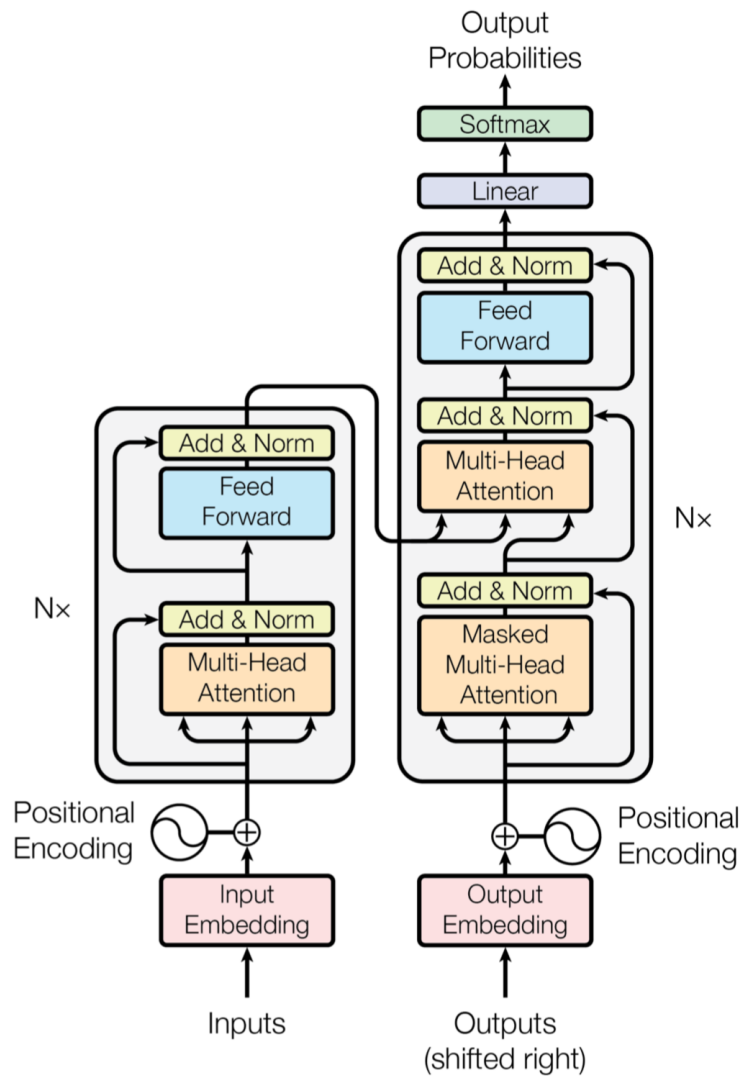 Output
Probabilities
Softmax
Linear
Add & Norm
Feed
Forward
Add & Norm
Multi-Head
Attention
Add & Norm
Masked
Multi-Head
Attention
Nx
Positional
Encoding
Output
Embedding
Outputs
(shifted right)
Add & Norm
Feed
Forward
Add & Norm
Multi-Head
Attention
Nx
Positional
Encoding
Input
Embedding
Inputs